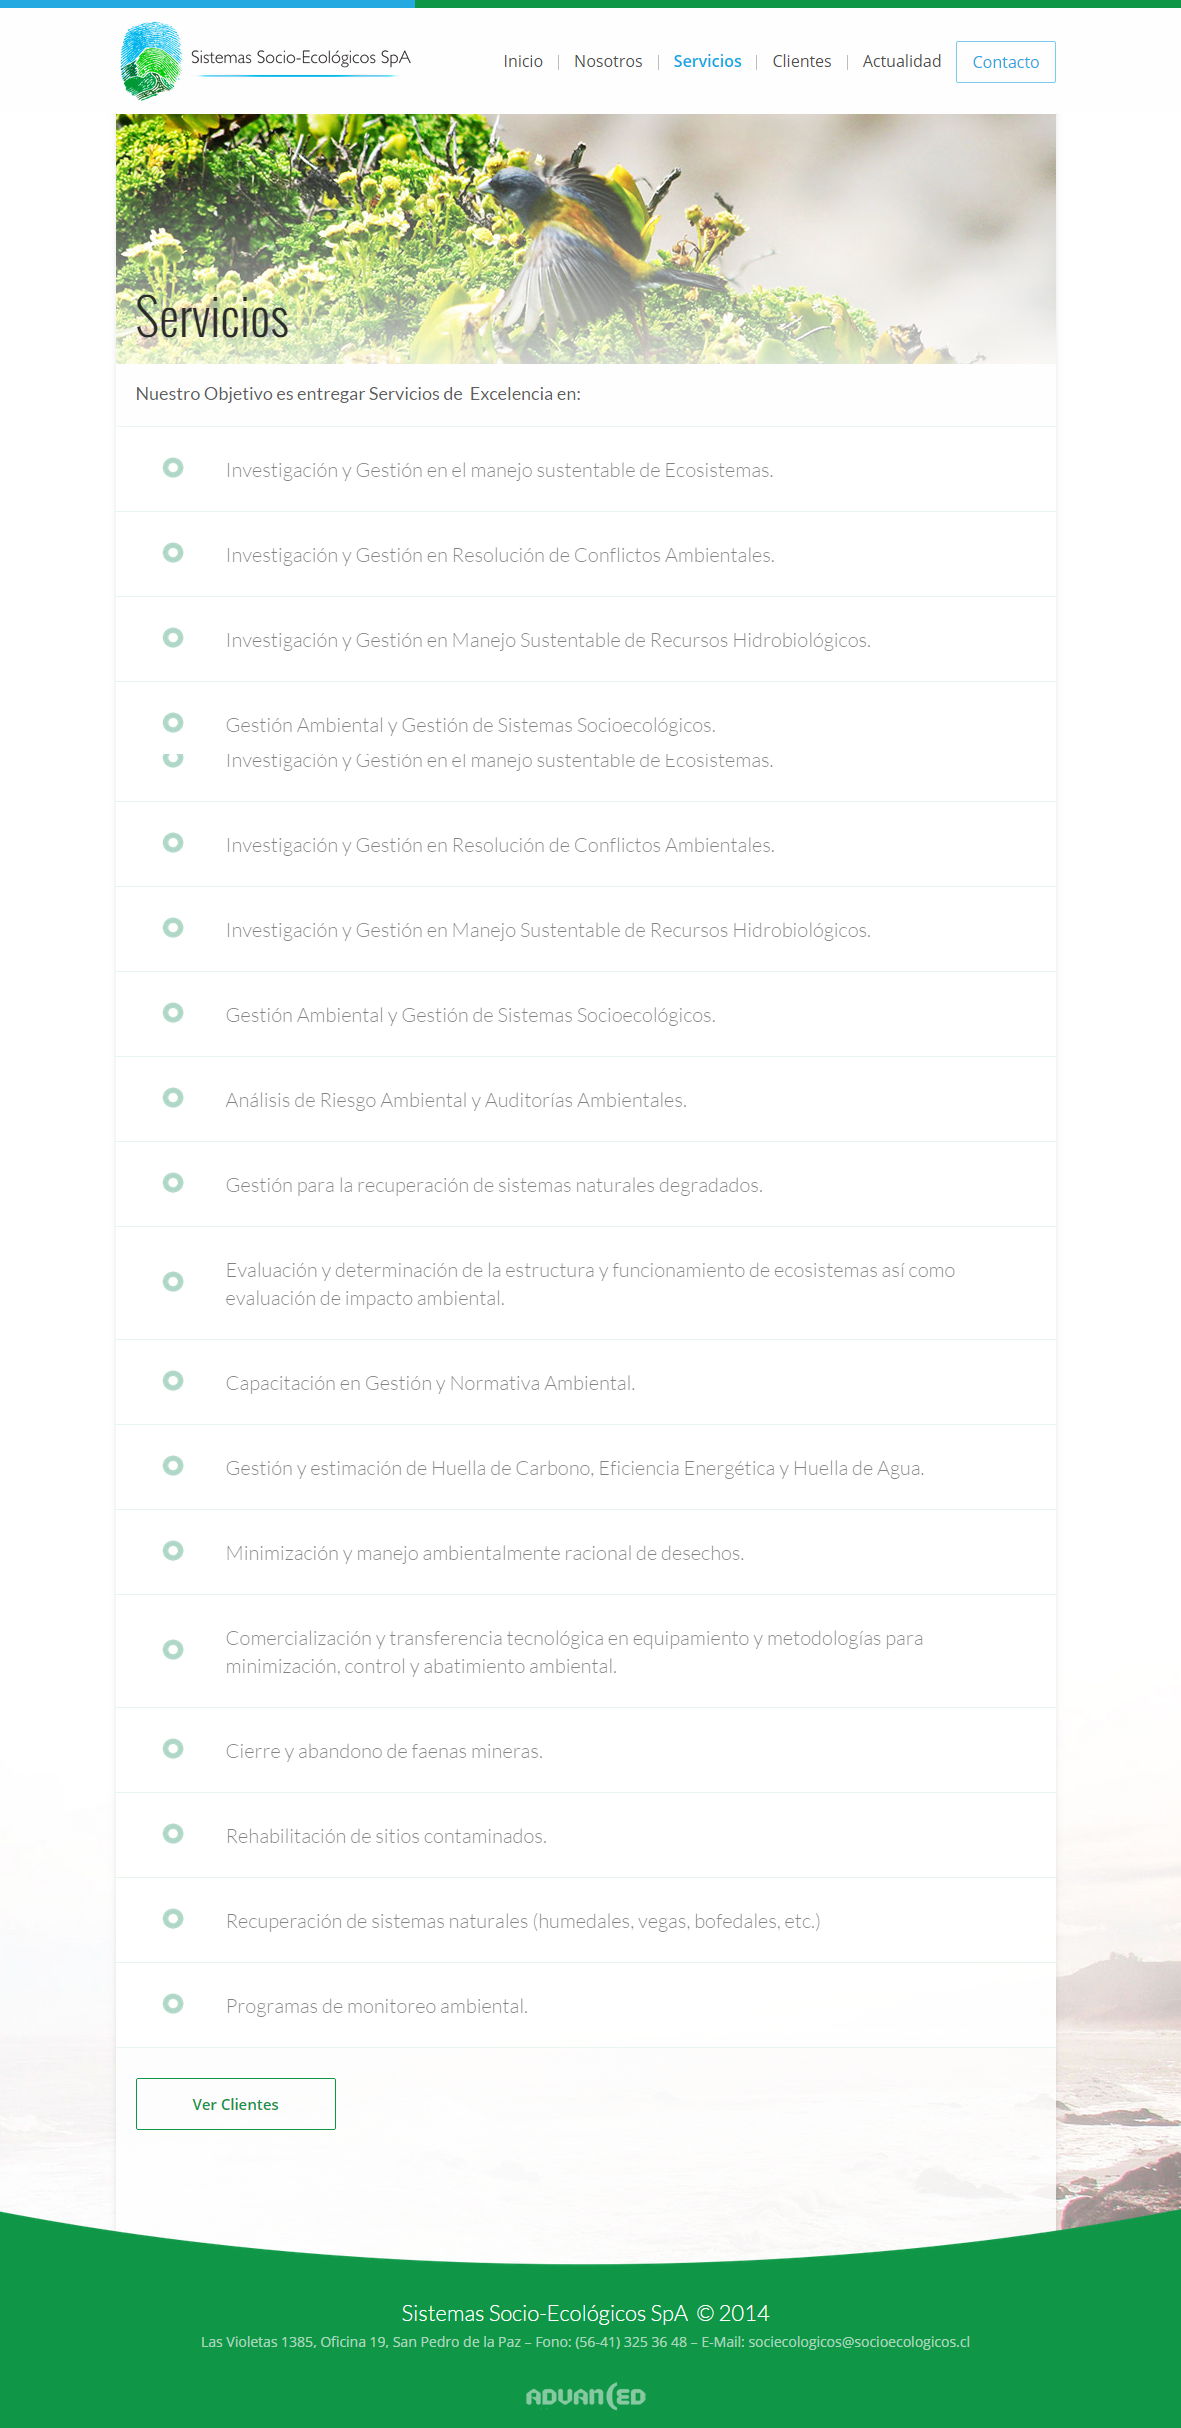 Sistemas Socio-Ecológicos SpA
Inicio | Nosotros | Servicios | Clientes | Actualidad Contacto
Servicios
Nuestro Objetivo es entregar Servicios de Excelencia en:
Investigación y Gestión en el manejo sustentable de Ecosistemas.
Investigación y Gestión en Resolución de Conflictos Ambientales.
Investigación y Gestión en Manejo Sustentable de Recursos Hidrobiológicos.
Gestión Ambiental y Gestión de Sistemas Socioecológicos.
Investigación y Gestión en el manejo sustentable de Ecosistemas.
Investigación y Gestión en Resolución de Conflictos Ambientales.
Investigación y Gestión en Manejo Sustentable de Recursos Hidrobiológicos.
Gestión Ambiental y Gestión de Sistemas Socioecológicos.
Análisis de Riesgo Ambiental y Auditorías Ambientales.
Gestión para la recuperación de sistemas naturales degradados.
Evaluación y determinación de la estructura y funcionamiento de ecosistemas así como
evaluación de impacto ambiental.
Capacitación en Gestión y Normativa Ambiental.
Gestión y estimación de Huella de Carbono, Eficiencia Energética y Huella de Agua.
Minimización y manejo ambientalmente racional de desechos.
Comercialización y transferencia tecnológica en equipamiento y metodologías para
minimización, control y abatimiento ambiental.
Cierre y abandono de faenas mineras.
Rehabilitación de sitios contaminados.
Recuperación de sistemas naturales (humedales, vegas, bofedales, etc.)
Programas de monitoreo ambiental.
Ver Clientes
Sistemas Socio-Ecológicos SpA © 2014
Las Violetas 1385, Oficina 19, San Pedro de la Paz – Fono: (56-41) 325 36 48 – E-Mail: sociecologicos@socioecologicos.cl
ADVANCED